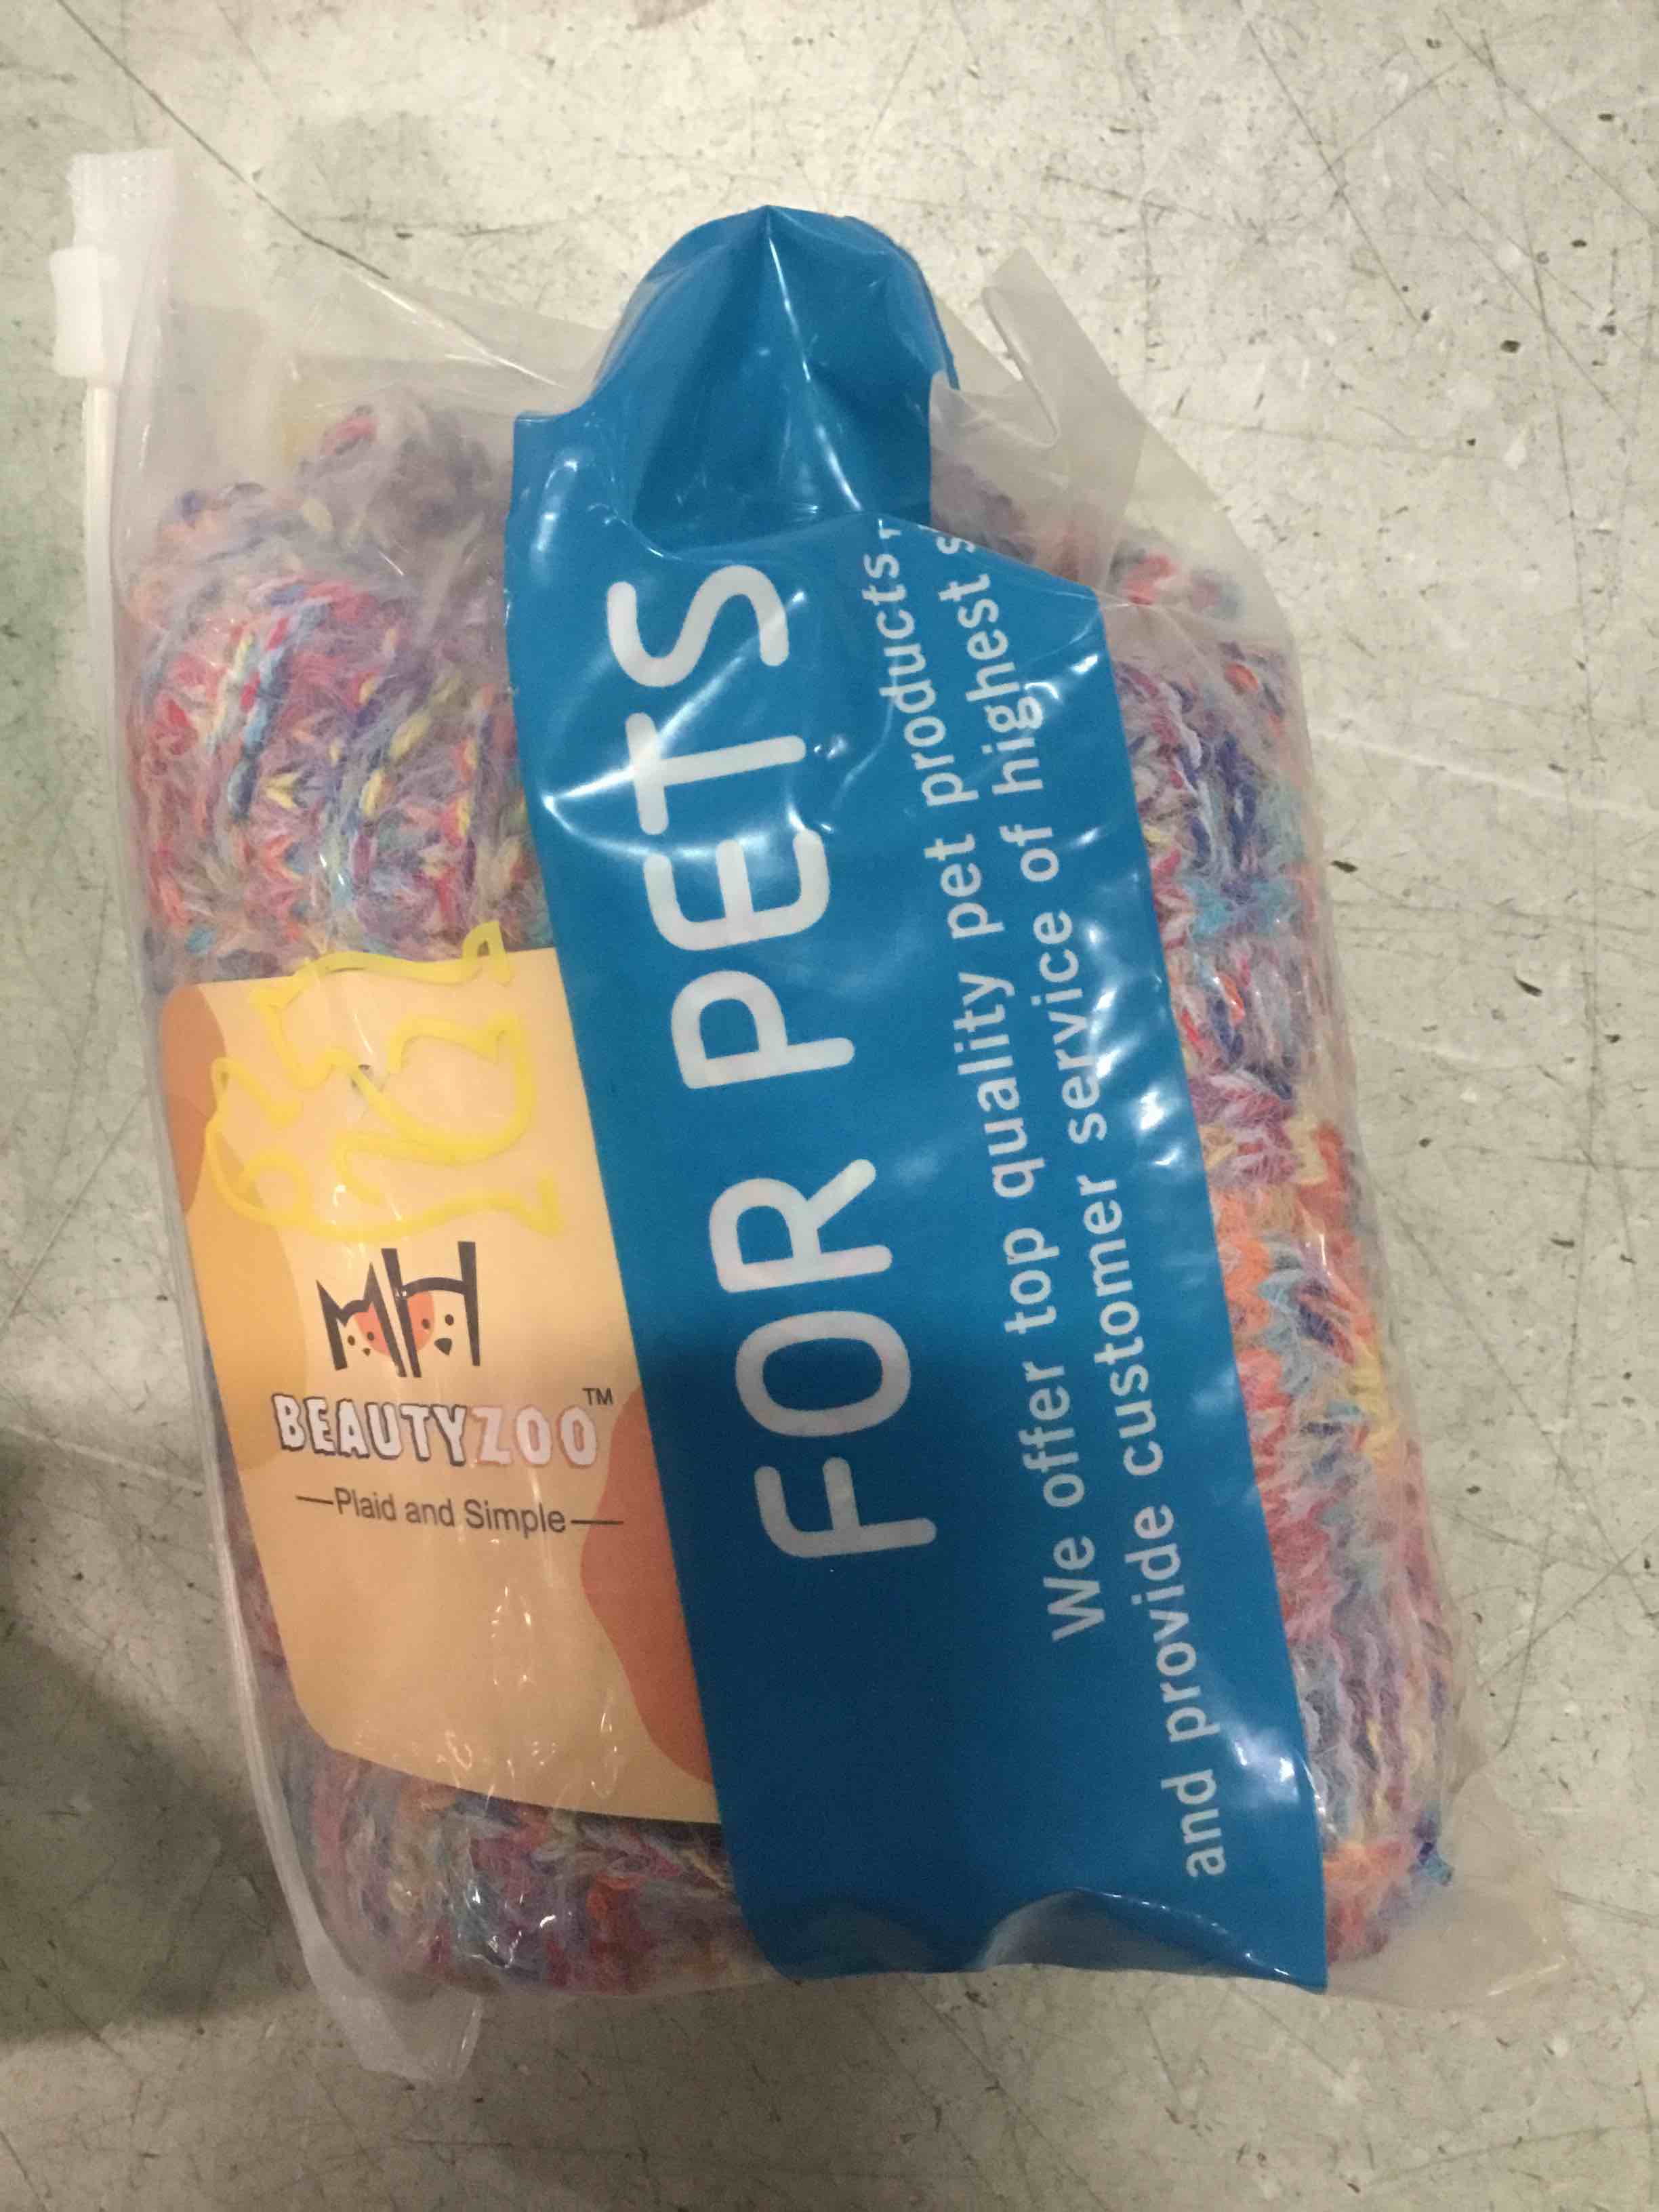 BEAUTYZOO™
—Plaid and Simple—
FOR PETS
We offer top quality pet products,
and provide customer service of highest s